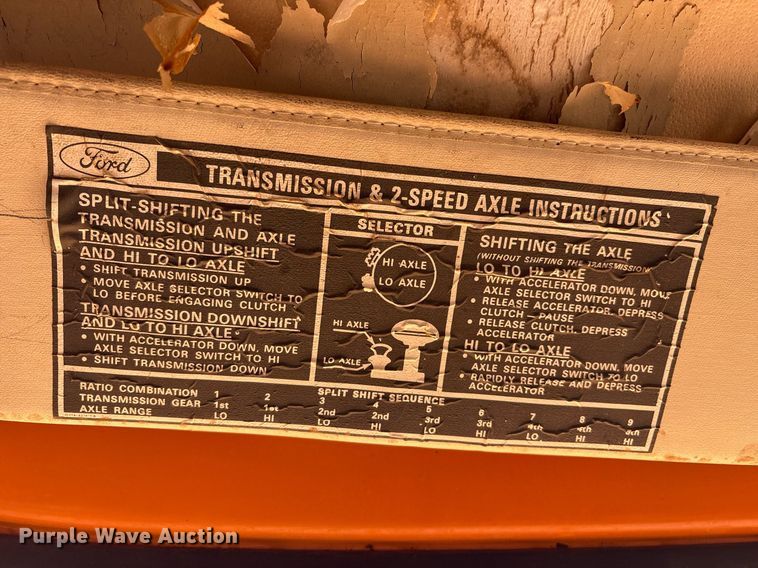 Ford
TRANSMISSION & 2-SPEED AXLE INSTRUCTIONS
SPLIT-SHIFTING THE
TRANSMISSION AND AXLE
TRANSMISSION UPSHIFT
AND HI TO LO AXLE
• SHIFT TRANSMISSION UP
• MOVE AXLE SELECTOR SWITCH TO
LO BEFORE ENGAGING CLUTCH
TRANSMISSION DOWNSHIFT
AND LO TO HI AXLE
• WITH ACCELERATOR DOWN, MOVE
AXLE SELECTOR SWITCH TO HI
• SHIFT TRANSMISSION DOWN
SELECTOR
HI AXLE
LO AXLE
HI AXLE
LO AXLE
SHIFTING THE AXLE
(WITHOUT SHIFTING THE TRANSMISSION)
LO TO HI AXLE
• WITH ACCELERATOR DOWN, MOVE
AXLE SELECTOR SWITCH TO HI
• RELEASE ACCELERATOR, DEPRESS
CLUTCH - PAUSE
• RELEASE CLUTCH, DEPRESS
ACCELERATOR
HI TO LO AXLE
• WITH ACCELERATOR DOWN, MOVE
AXLE SELECTOR SWITCH TO LO
• RAPIDLY RELEASE AND DEPRESS
ACCELERATOR
SPLIT SHIFT SEQUENCE
RATIO COMBINATION 1 2 3 4 5 6 7 8 9
TRANSMISSION GEAR 1st 1st 2nd 2nd 3rd 3rd 4th 4th 5th
AXLE RANGE LO HI LO HI LO HI LO HI HI
Purple Wave Auction